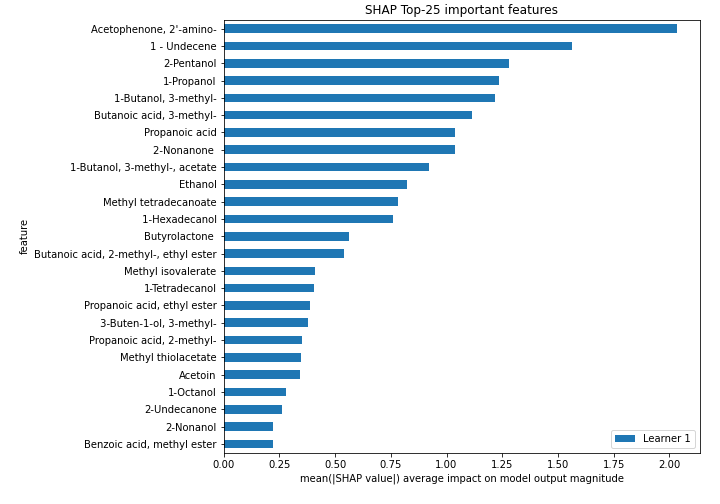 SHAP Top-25 important features
Acetophenone, 2'-amino-
1 - Undecene
2-Pentanol
1-Propanol
1-Butanol, 3-methyl-
Butanoic acid, 3-methyl-
Propanoic acid
2-Nonanone
1-Butanol, 3-methyl-, acetate
Ethanol
Methyl tetradecanoate
1-Hexadecanol
Butyrolactone
Butanoic acid, 2-methyl-, ethyl ester
Methyl isovalerate
1-Tetradecanol
Propanoic acid, ethyl ester
3-Buten-1-ol, 3-methyl-
Propanoic acid, 2-methyl-
Methyl thiolacetate
Acetoin
1-Octanol
2-Undecanone
2-Nonanol
Benzoic acid, methyl ester
feature
Learner 1
0.00 0.25 0.50 0.75 1.00 1.25 1.50 1.75 2.00
mean(|SHAP value|) average impact on model output magnitude